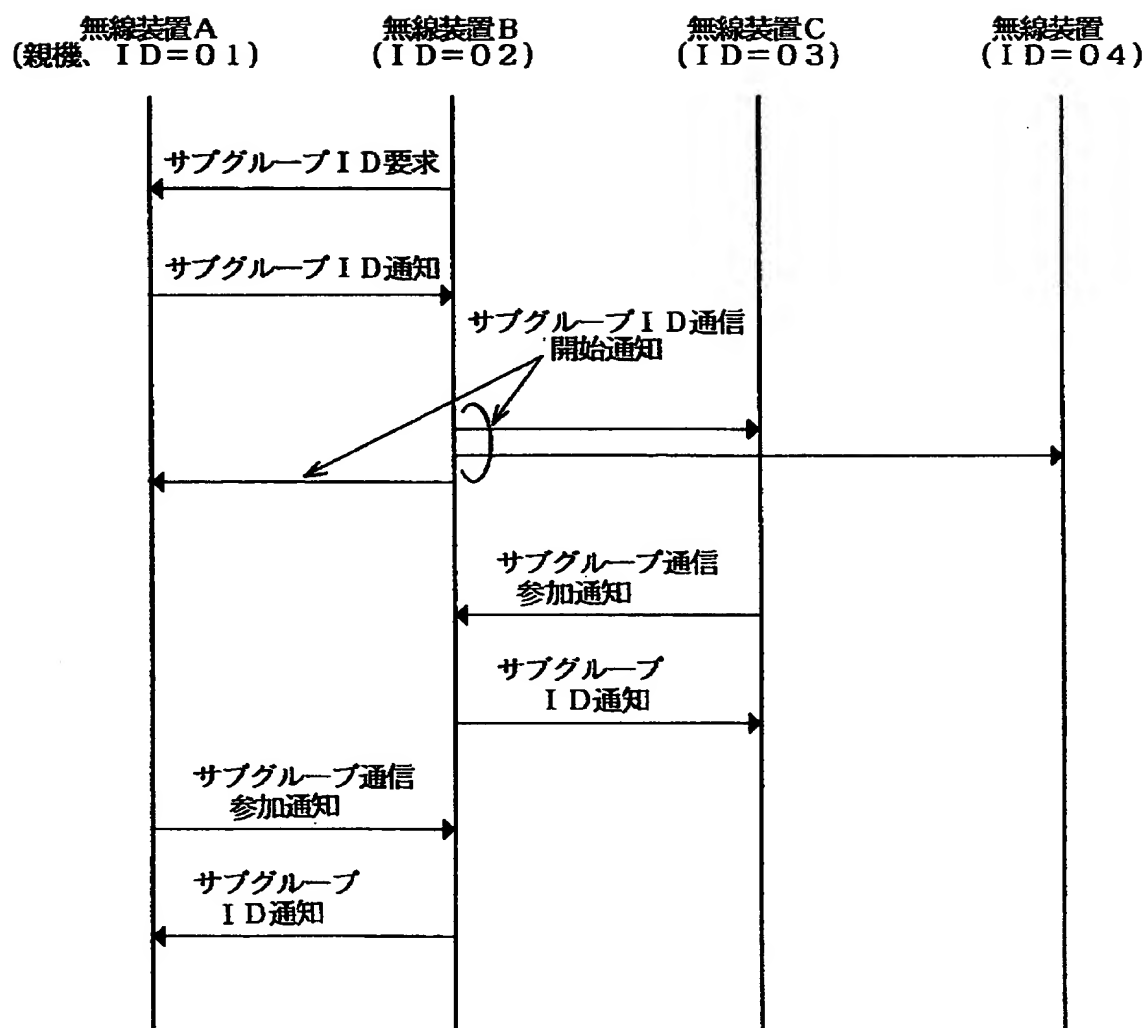 無線装置A
(親機、ID=01)
無線装置B
(ID=02)
無線装置C
(ID=03)
無線装置
(ID=04)
サブグループID要求
サブグループID通知
サブグループID通信
開始通知
サブグループ通信
参加通知
サブグループ
ID通知
サブグループ通信
参加通知
サブグループ
ID通知